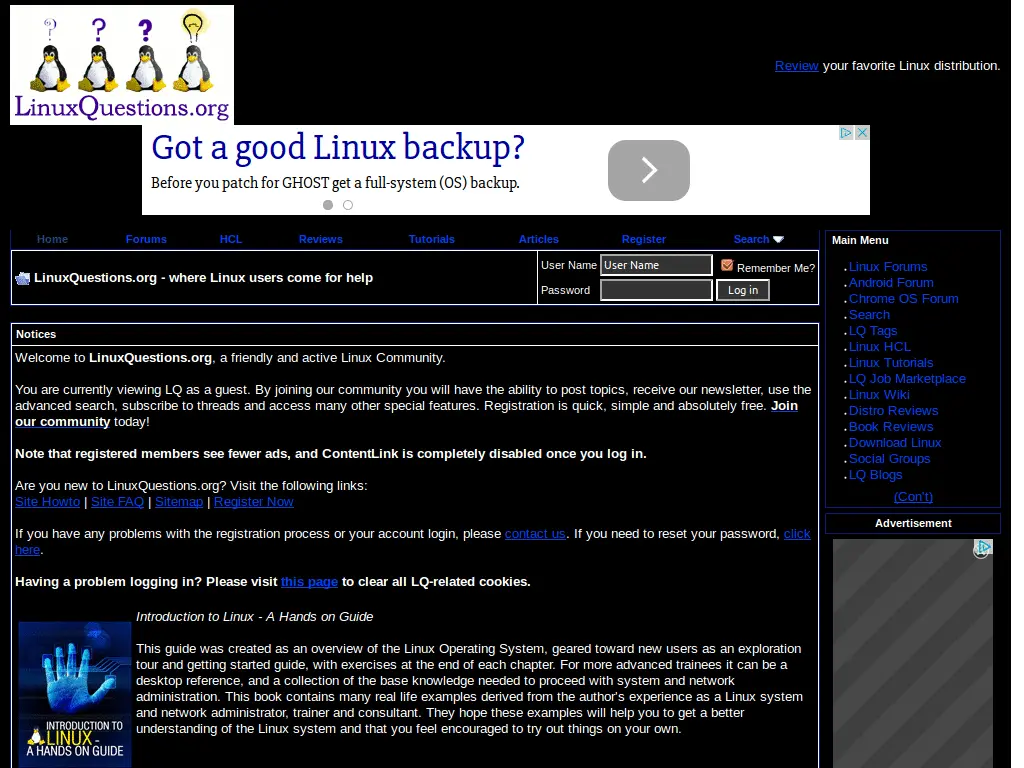 ? ? ?
LinuxQuestions.org
Review your favorite Linux distribution.
Got a good Linux backup?
Before you patch for GHOST get a full-system (OS) backup.
Home Forums HCL Reviews Tutorials Articles Register Search
LinuxQuestions.org - where Linux users come for help
User Name User Name Remember Me?
Password Log in
Notices
Welcome to LinuxQuestions.org, a friendly and active Linux Community.
You are currently viewing LQ as a guest. By joining our community you will have the ability to post topics, receive our newsletter, use the
advanced search, subscribe to threads and access many other special features. Registration is quick, simple and absolutely free. Join
our community today!
Note that registered members see fewer ads, and ContentLink is completely disabled once you log in.
Are you new to LinuxQuestions.org? Visit the following links:
Site Howto | Site FAQ | Sitemap | Register Now
If you have any problems with the registration process or your account login, please contact us. If you need to reset your password, click
here.
Having a problem logging in? Please visit this page to clear all LQ-related cookies.
INTRODUCTION TO
LINUX -
A HANDS ON GUIDE
Introduction to Linux - A Hands on Guide
This guide was created as an overview of the Linux Operating System, geared toward new users as an exploration
tour and getting started guide, with exercises at the end of each chapter. For more advanced trainees it can be a
desktop reference, and a collection of the base knowledge needed to proceed with system and network
administration. This book contains many real life examples derived from the author's experience as a Linux system
and network administrator, trainer and consultant. They hope these examples will help you to get a better
understanding of the Linux system and that you feel encouraged to try out things on your own.
Main Menu
Linux Forums
Android Forum
Chrome OS Forum
Search
LQ Tags
Linux HCL
Linux Tutorials
LQ Job Marketplace
Linux Wiki
Distro Reviews
Book Reviews
Download Linux
Social Groups
LQ Blogs
(Con't)
Advertisement